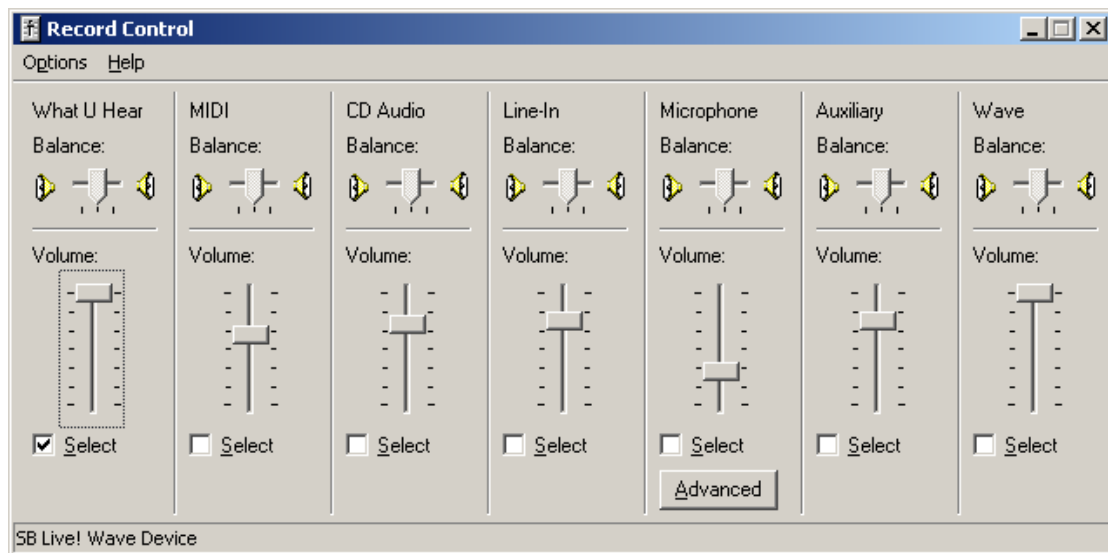 Record Control
Options Help
What U Hear MIDI CD Audio Line-In Microphone Auxiliary Wave
Balance: Balance: Balance: Balance: Balance: Balance: Balance:
Volume: Volume: Volume: Volume: Volume: Volume: Volume:
Select Select Select Select Select Select Select
Advanced
SB Live! Wave Device